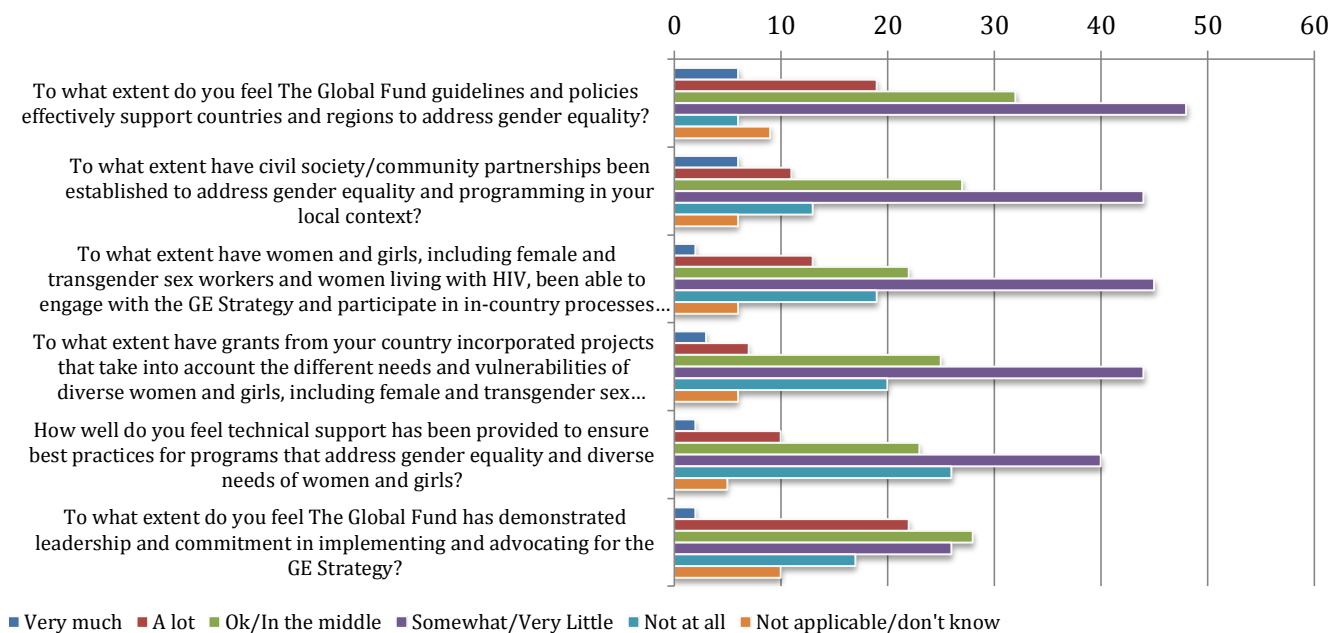 0 10 20 30 40 50 60
To what extent do you feel The Global Fund guidelines and policies
effectively support countries and regions to address gender equality?
To what extent have civil society/community partnerships been
established to address gender equality and programming in your
local context?
To what extent have women and girls, including female and
transgender sex workers and women living with HIV, been able to
engage with the GE Strategy and participate in in-country processes...
To what extent have grants from your country incorporated projects
that take into account the different needs and vulnerabilities of
diverse women and girls, including female and transgender sex...
How well do you feel technical support has been provided to ensure
best practices for programs that address gender equality and diverse
needs of women and girls?
To what extent do you feel The Global Fund has demonstrated
leadership and commitment in implementing and advocating for the
GE Strategy?
Very much A lot Ok/In the middle Somewhat/Very Little Not at all Not applicable/don't know